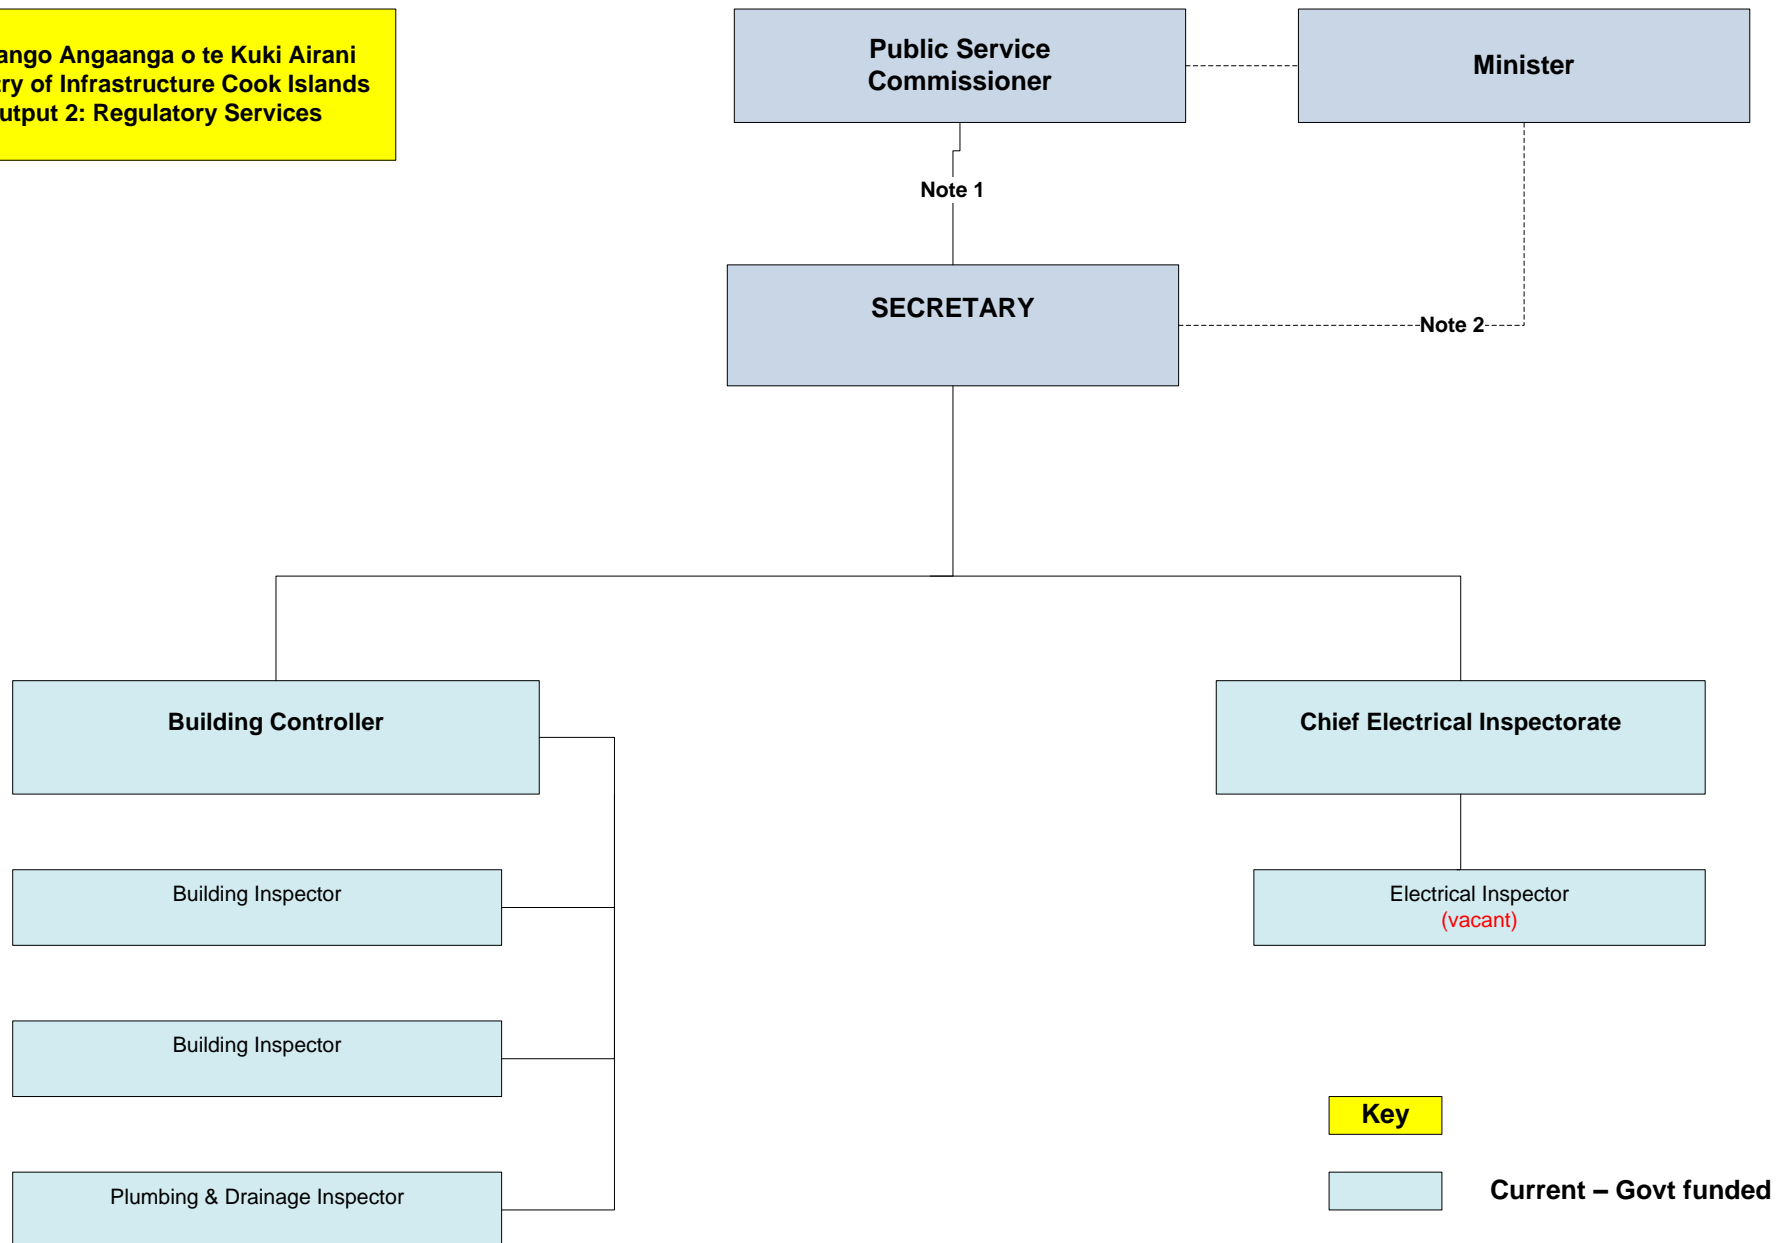 ango Angaanga o te Kuki Airani
try of Infrastructure Cook Islands
utput 2: Regulatory Services
Public Service
Commissioner
Minister
Note 1
SECRETARY
Note 2
Building Controller
Chief Electrical Inspectorate
Building Inspector
Electrical Inspector
(vacant)
Building Inspector
Key
Plumbing & Drainage Inspector
Current – Govt funded